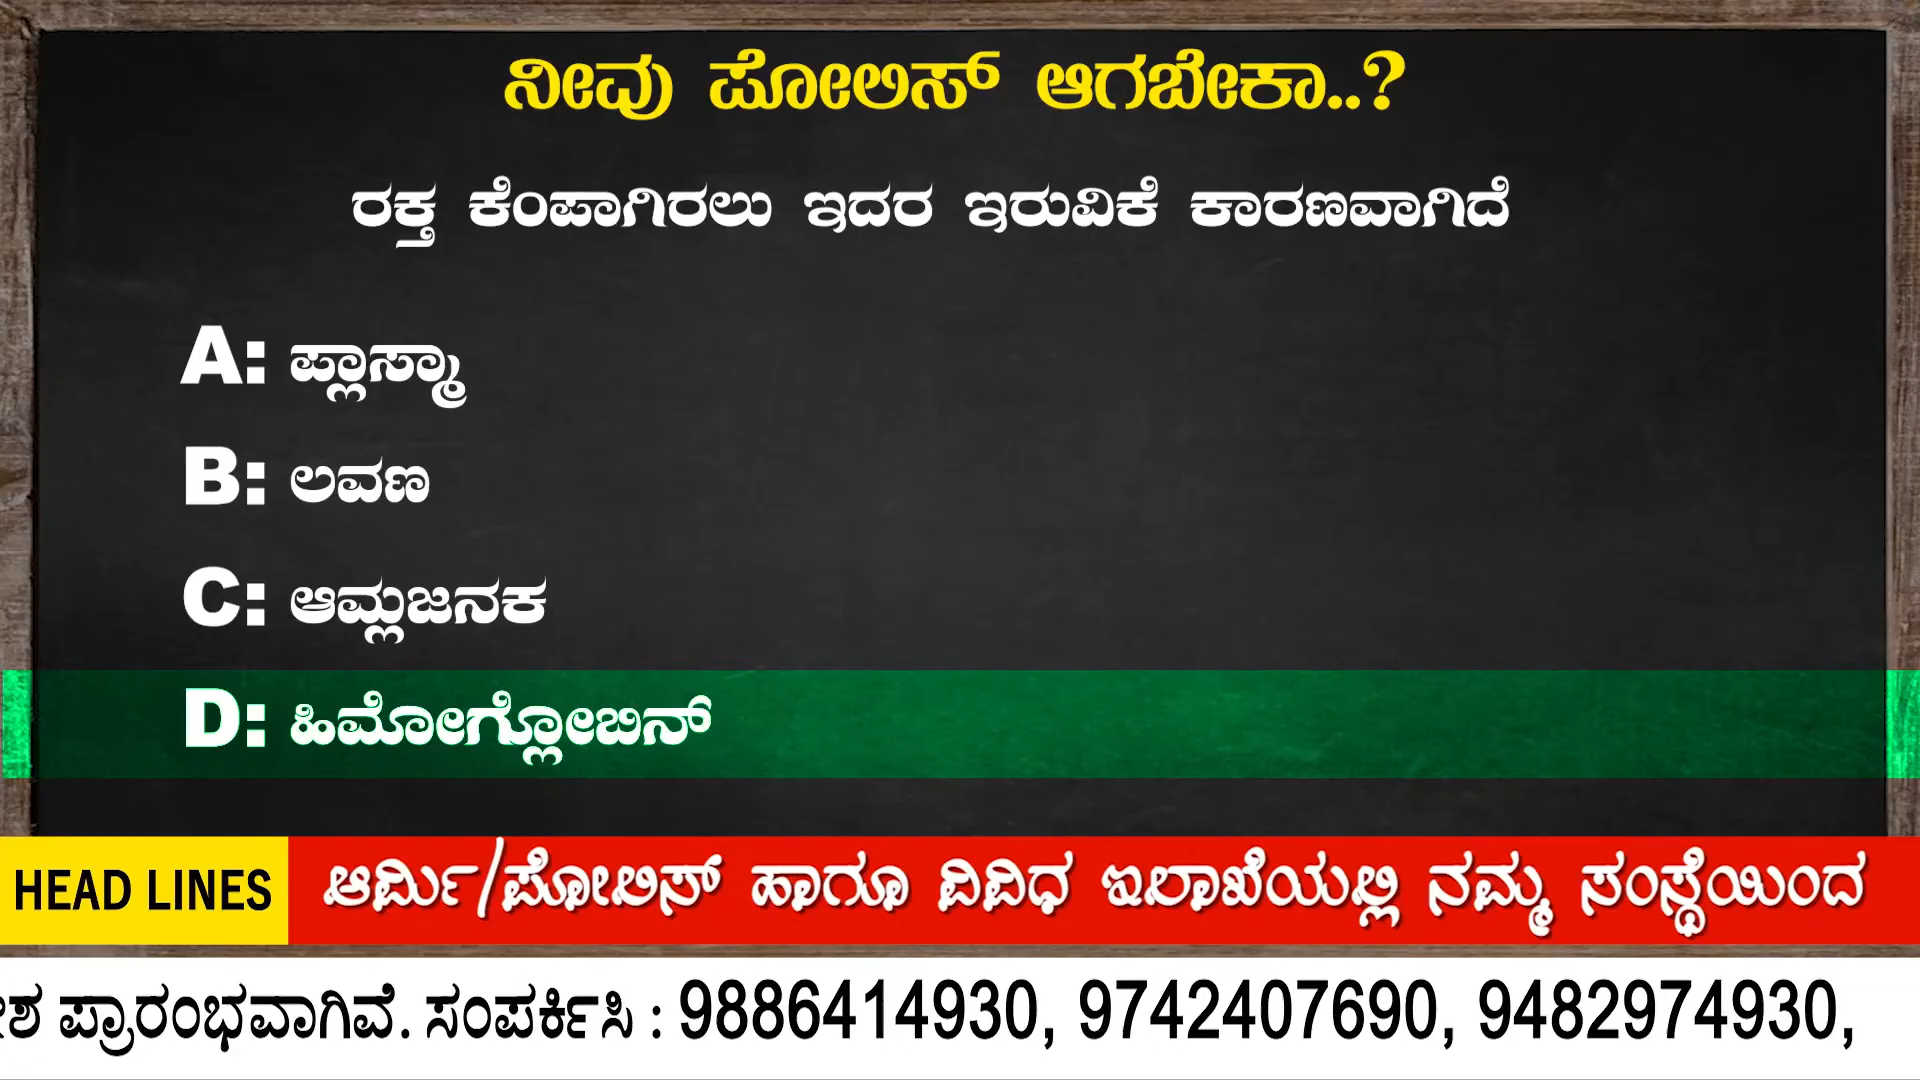 ನೀವು ಪೋಲಿಸ್ ಆಗಬೇಕಾ..?
ರಕ್ತ ಕೆಂಪಾಗಿರಲು ಇದರ ಇರುವಿಕೆ ಕಾರಣವಾಗಿದೆ
A: ಪ್ಲಾಸ್ಮಾ
B: ಲವಣ
C: ಆಮ್ಲಜನಕ
D: ಹಿಮೋಗ್ಲೋಬಿನ್
HEAD LINES ಆರ್ಮಿ/ಪೋಲಿಸ್ ಹಾಗೂ ವಿವಿಧ ಇಲಾಖೆಯಲ್ಲಿ ನಮ್ಮ ಸಂಸ್ಥೆಯಿಂದ
ಪ್ರಾರಂಭವಾಗಿವೆ. ಸಂಪರ್ಕಿಸಿ : 9886414930, 9742407690, 9482974930,